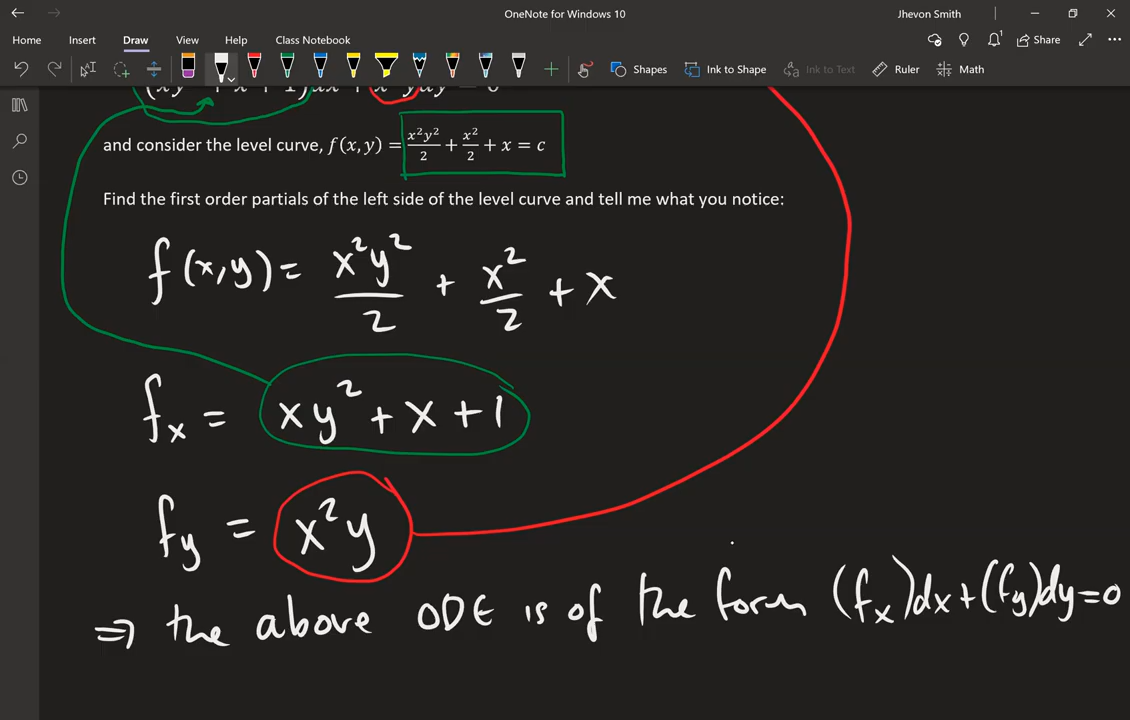 OneNote for Windows 10
Jhevon Smith
Home Insert Draw View Help Class Notebook
Share
Shapes Ink to Shape Ink to Text Ruler Math
and consider the level curve, f(x, y) = x²y²/2 + x²/2 + x = c
Find the first order partials of the left side of the level curve and tell me what you notice:
f(x,y) = x²y²/2 + x²/2 + x
fx = xy² + x + 1
fy = x²y
⇒ the above ODE is of the form (fx)dx + (fy)dy = 0